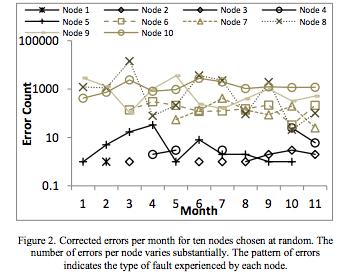 Node 1 Node 2 Node 3 Node 4
Node 5 Node 6 Node 7 Node 8
Node 9 Node 10
100000
1000
10
0.1
Error Count
1 2 3 4 5 6 7 8 9 10 11
Month
Figure 2. Corrected errors per month for ten nodes chosen at random. The
number of errors per node varies substantially. The pattern of errors
indicates the type of fault experienced by each node.